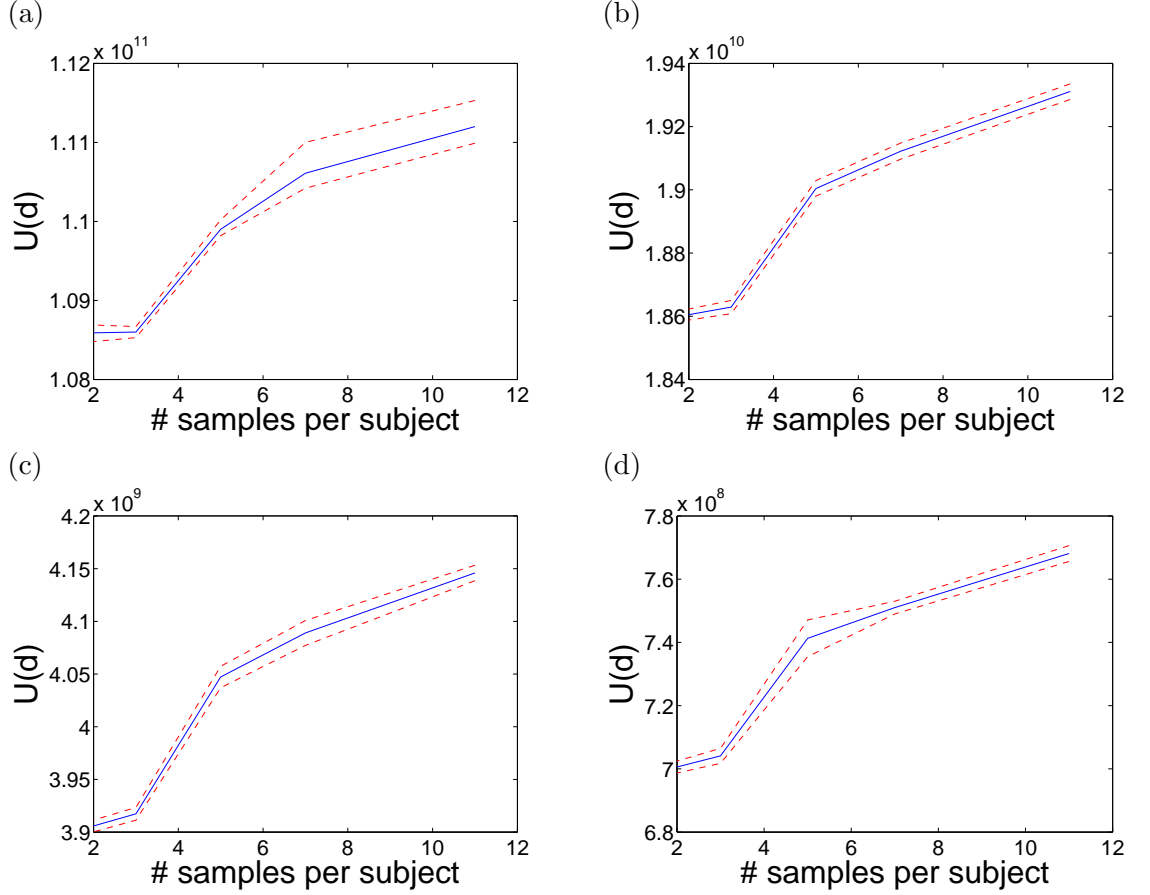 (a)
(b)
x 10^11
1.12
1.11
1.1
1.09
1.08
U(d)
2 4 6 8 10 12
# samples per subject
x 10^10
1.94
1.92
1.9
1.88
1.86
1.84
U(d)
2 4 6 8 10 12
# samples per subject
(c)
(d)
x 10^9
4.2
4.15
4.1
4.05
4
3.95
3.9
U(d)
2 4 6 8 10 12
# samples per subject
x 10^8
7.8
7.6
7.4
7.2
7
6.8
U(d)
2 4 6 8 10 12
# samples per subject